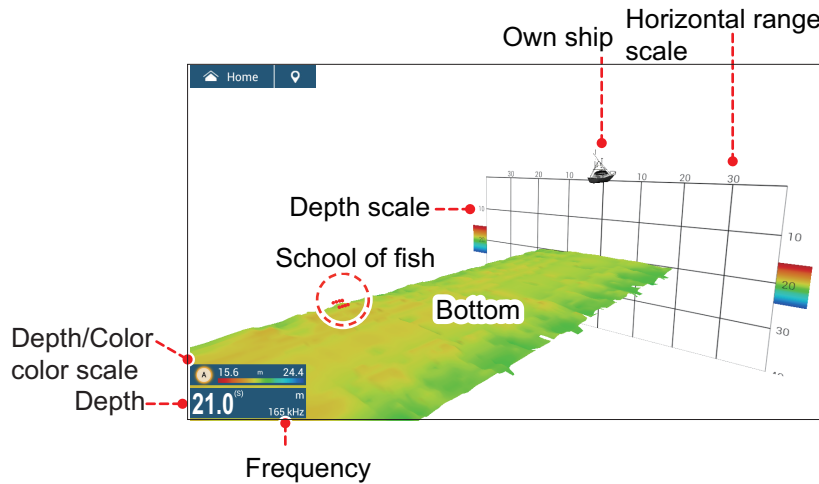 Own ship
Horizontal range
scale
Home
30 20 10 10 20 30
Depth scale
10
10
School of fish
20
Bottom
30
Depth/Color
color scale
A 15.6 m 24.4
Depth
21.0 (S) m
165 kHz
Frequency